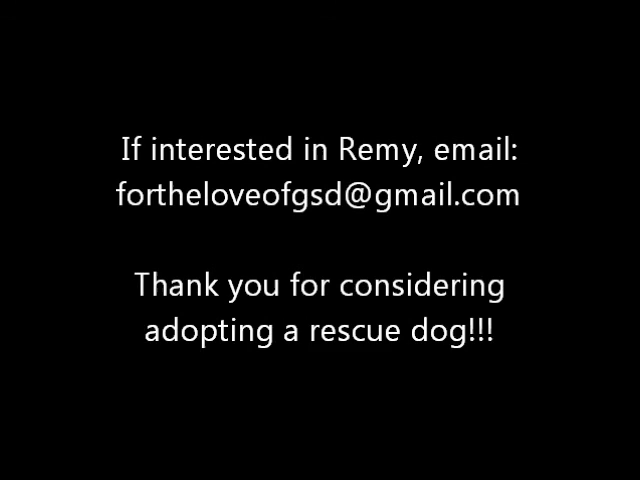 If interested in Remy, email:
fortheloveofgsd@gmail.com
Thank you for considering
adopting a rescue dog!!!